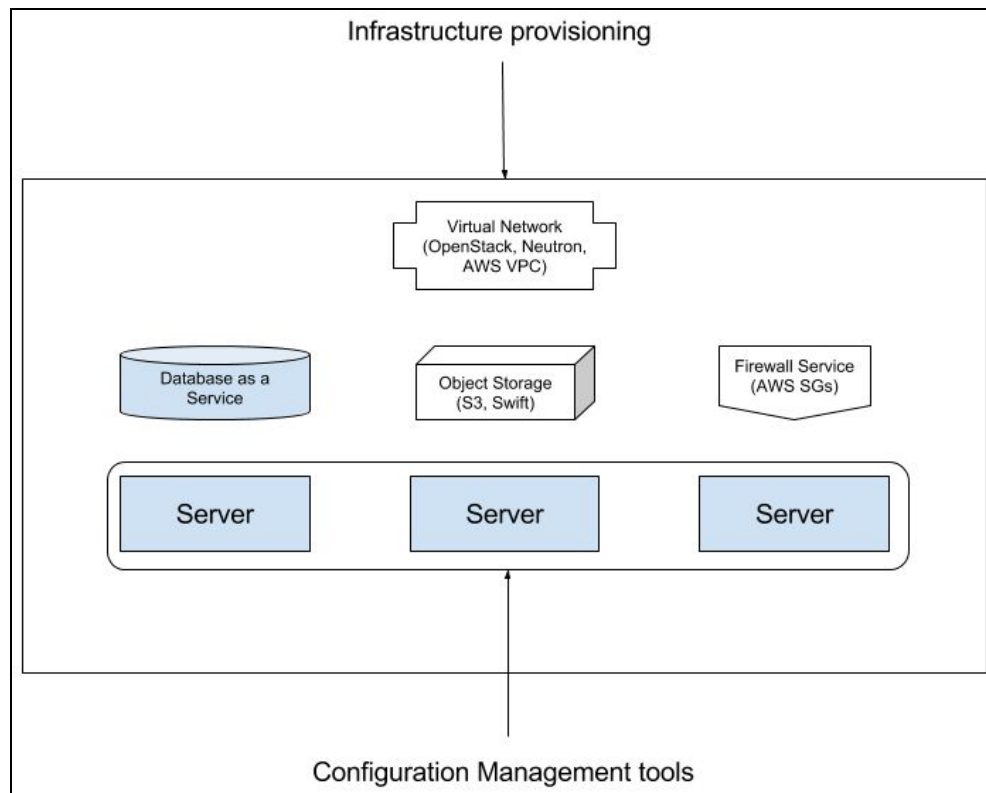 Infrastructure provisioning
Virtual Network
(OpenStack, Neutron,
AWS VPC)
Database as a
Service
Object Storage
(S3, Swift)
Firewall Service
(AWS SGs)
Server
Server
Server
Configuration Management tools